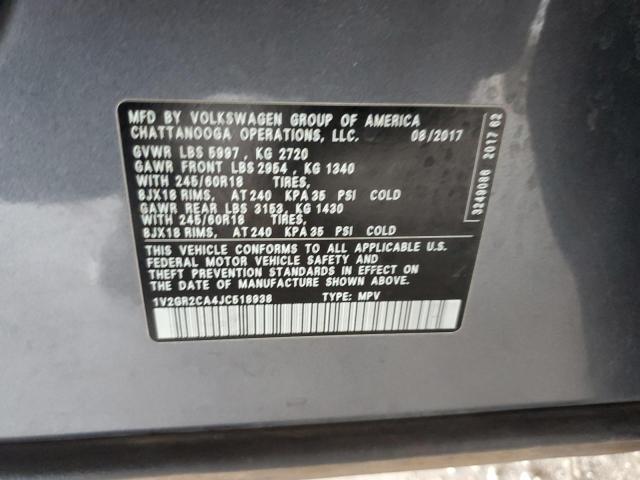 MFD BY VOLKSWAGEN GROUP OF AMERICA
CHATTANOOGA OPERATIONS, LLC. 08/2017
GVWR LBS 5997, KG 2720
GAWR FRONT LBS 2954, KG 1340
WITH 245/60R18 TIRES,
8JX18 RIMS, AT 240 KPA 35 PSI COLD
GAWR REAR LBS 3153, KG 1430
WITH 245/60R18 TIRES,
8JX18 RIMS, AT 240 KPA 35 PSI COLD
THIS VEHICLE CONFORMS TO ALL APPLICABLE U.S.
FEDERAL MOTOR VEHICLE SAFETY AND
THEFT PREVENTION STANDARDS IN EFFECT ON
THE DATE OF MANUFACTURE SHOWN ABOVE.
1V2GR2CA4JC518938 TYPE: MPV
3249086 2017 62